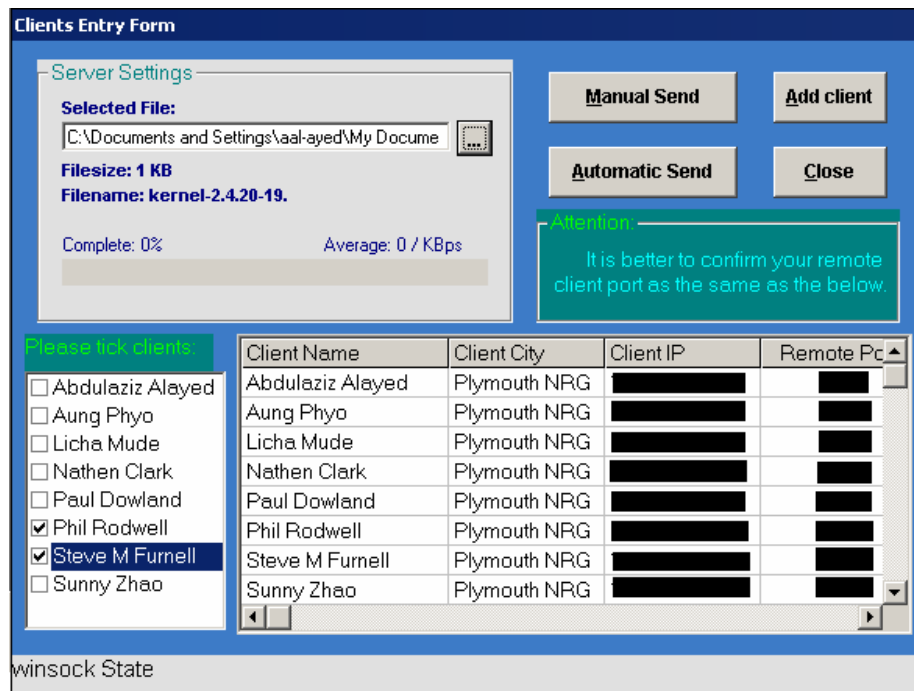 Clients Entry Form
Server Settings
Selected File:
C:\Documents and Settings\aal-ayed\My Docume
...
Filesize: 1 KB
Filename: kernel-2.4.20-19.
Complete: 0%
Average: 0 / KBps
Manual Send
Add client
Automatic Send
Close
Attention:
It is better to confirm your remote
client port as the same as the below.
Please tick clients:
Abdulaziz Alayed
Aung Phyo
Licha Mude
Nathen Clark
Paul Dowland
Phil Rodwell
Steve M Furnell
Sunny Zhao
Client Name Client City Client IP Remote Po
Abdulaziz Alayed Plymouth NRG
Aung Phyo Plymouth NRG
Licha Mude Plymouth NRG
Nathen Clark Plymouth NRG
Paul Dowland Plymouth NRG
Phil Rodwell Plymouth NRG
Steve M Furnell Plymouth NRG
Sunny Zhao Plymouth NRG
winsock State